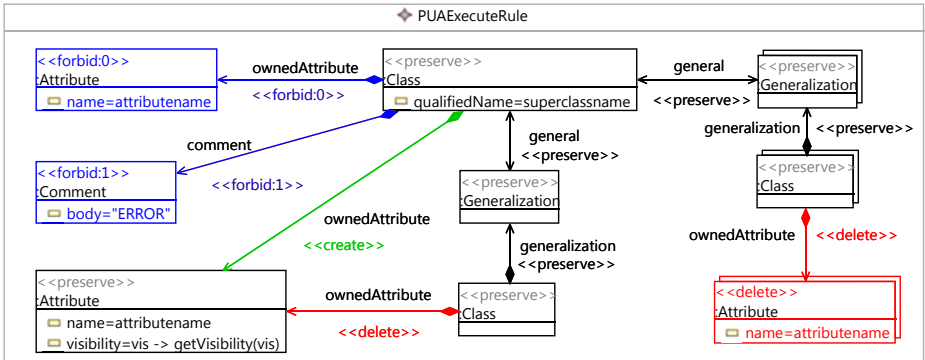 PUAExecuteRule
<<forbid:0>>
:Attribute
name=attributename
ownedAttribute
<<forbid:0>>
<<preserve>>
:Class
qualifiedName=superclassname
general
<<preserve>>
<<preserve>>
:Generalization
generalization
<<preserve>>
comment
<<forbid:1>>
<<forbid:1>>
:Comment
body="ERROR"
general
<<preserve>>
<<preserve>>
:Generalization
<<preserve>>
:Class
ownedAttribute
<<create>>
generalization
<<preserve>>
ownedAttribute
<<delete>>
<<preserve>>
:Attribute
name=attributename
visibility=vis -> getVisibility(vis)
ownedAttribute
<<delete>>
<<preserve>>
:Class
<<delete>>
:Attribute
name=attributename